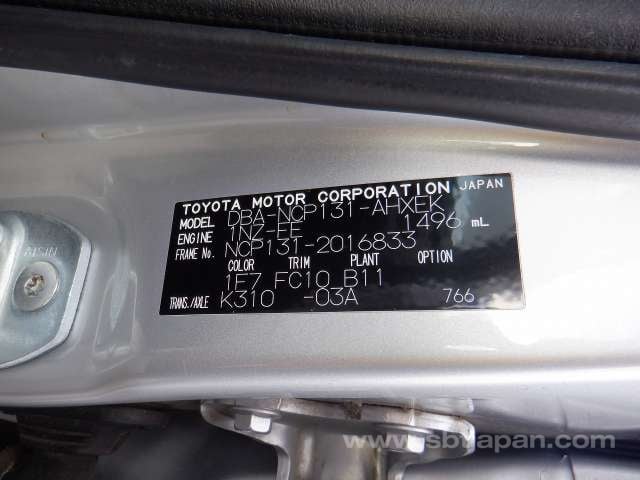 TOYOTA MOTOR CORPORATION JAPAN
MODEL DBA-NCP131-AHXEK
ENGINE 1NZ-FE 1496 mL
FRAME No. NCP131-2016833
COLOR TRIM PLANT OPTION
1E7 FC10 B11
TRANS./AXLE K310 -03A 766
AISIN
www.sbtjapan.com